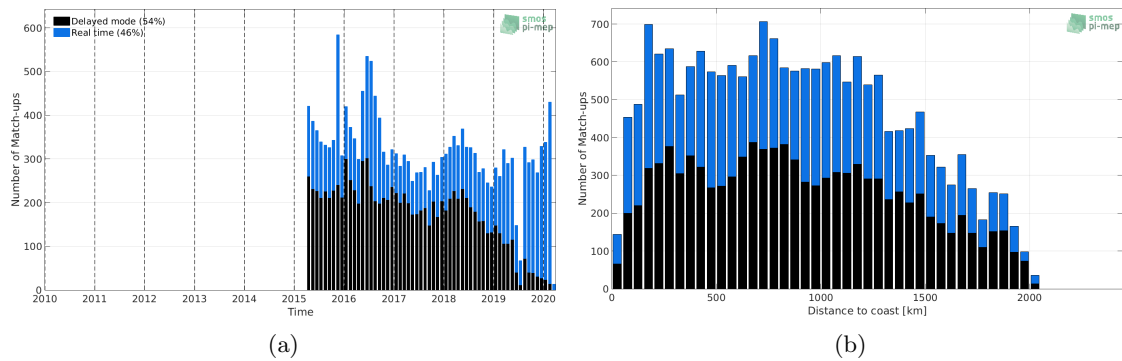 Delayed mode (54%)
Real time (46%)
smos
pi-mep
Number of Match-ups
600
500
400
300
200
100
0
2010 2011 2012 2013 2014 2015 2016 2017 2018 2019 2020
Time
(a)
smos
pi-mep
Number of Match-ups
700
600
500
400
300
200
100
0
0 500 1000 1500 2000
Distance to coast [km]
(b)